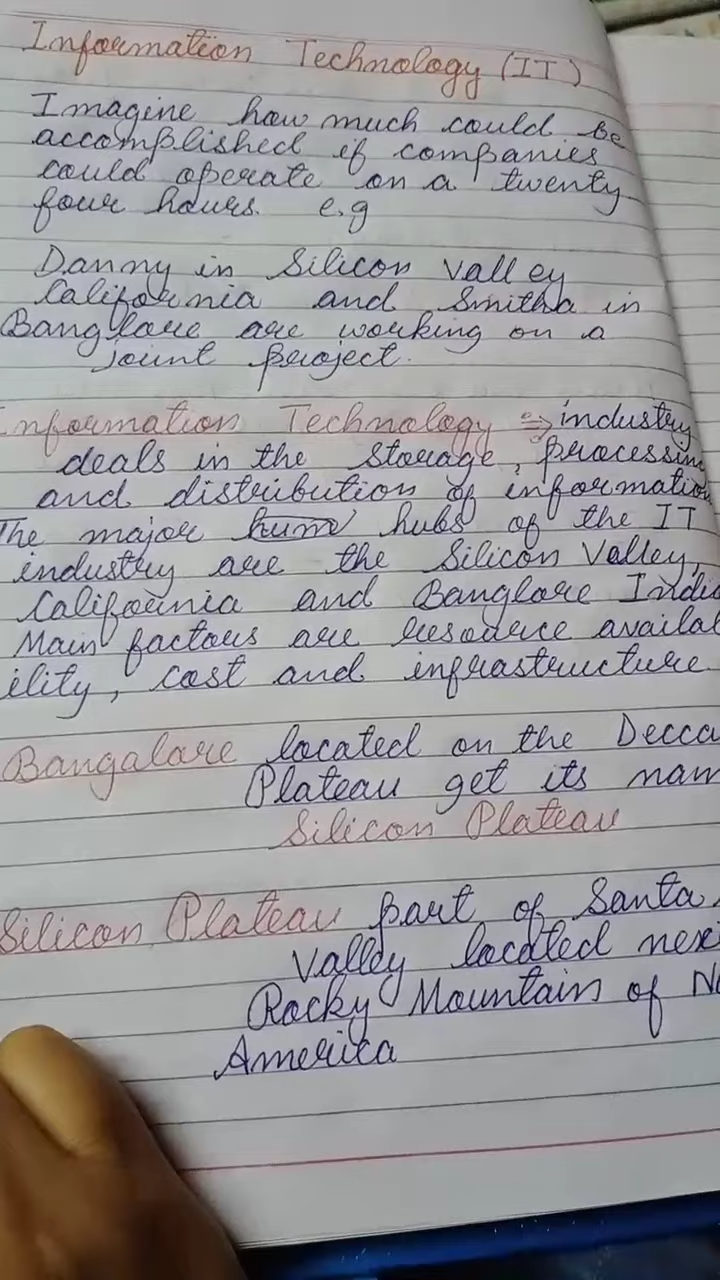 Information Technology (IT)
Imagine how much could be
accomplished if companies
could operate on a twenty
four hours. e.g
Danny in Silicon Valley
California and Smitha in
Banglore are working on a
joint project.
Information Technology ⇒ industry
deals in the storage, processin
and distribution of information
The major hubs of the IT
industry are the Silicon Valley,
California and Banglore India
Main factors are resource availab
ility, cost and infrastructure
Bangalore located on the Decca
Plateau get its nam
Silicon Plateau
Silicon Plateau part of Santa
Valley located nex
Rocky Mountain of No
America